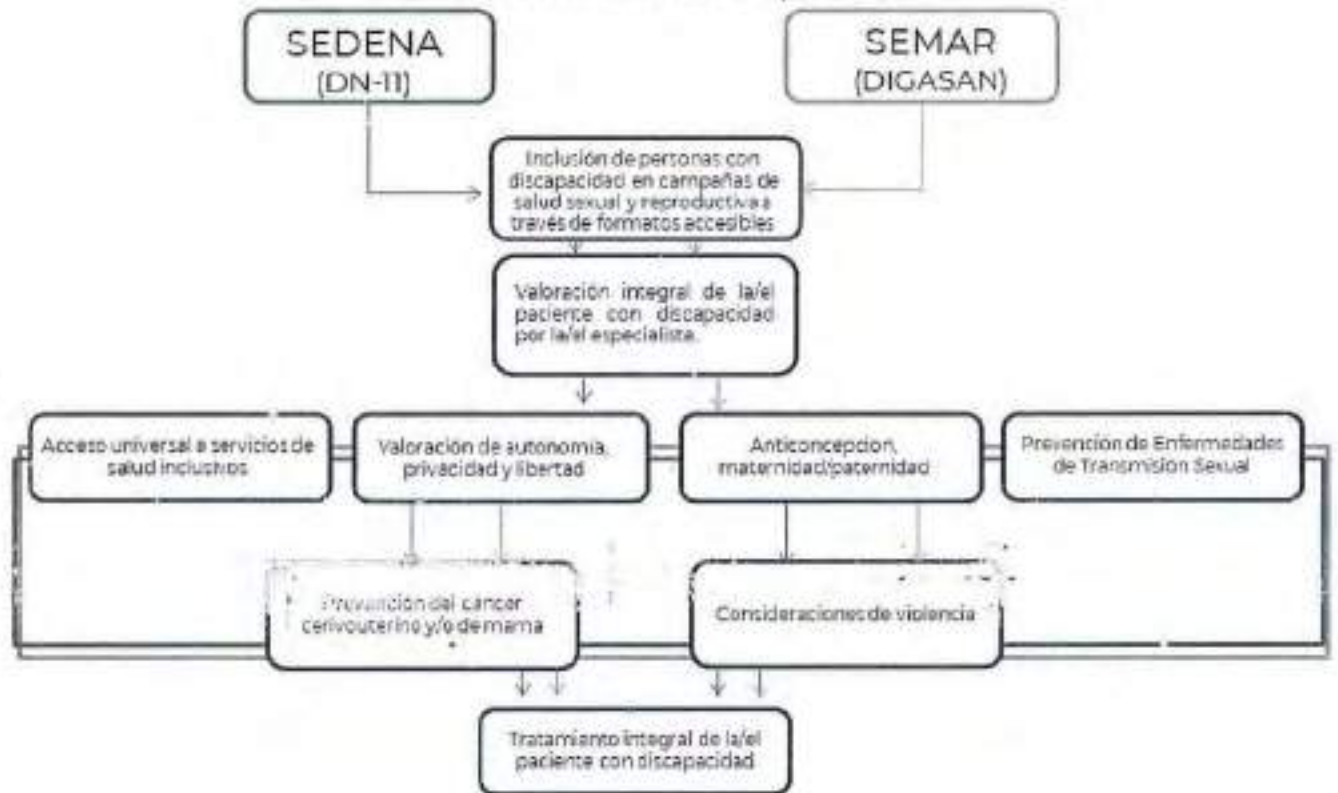 SEDENA
(DN-11)
SEMAR
(DIGASAN)
Inclusión de personas con
discapacidad en campañas de
salud sexual y reproductiva a
través de formatos accesibles
Valoración integral de la/el
paciente con discapacidad
por la/el especialista.
Acceso universal a servicios de
salud inclusivos
Valoración de autonomía,
privacidad y libertad
Anticoncepcion,
maternidad/paternidad
Prevención de Enfermedades
de Transmisión Sexual
Prevención del cáncer
cerivouterino y/o de mama
Consideraciones de violencia
Tratamiento integral de la/el
paciente con discapacidad